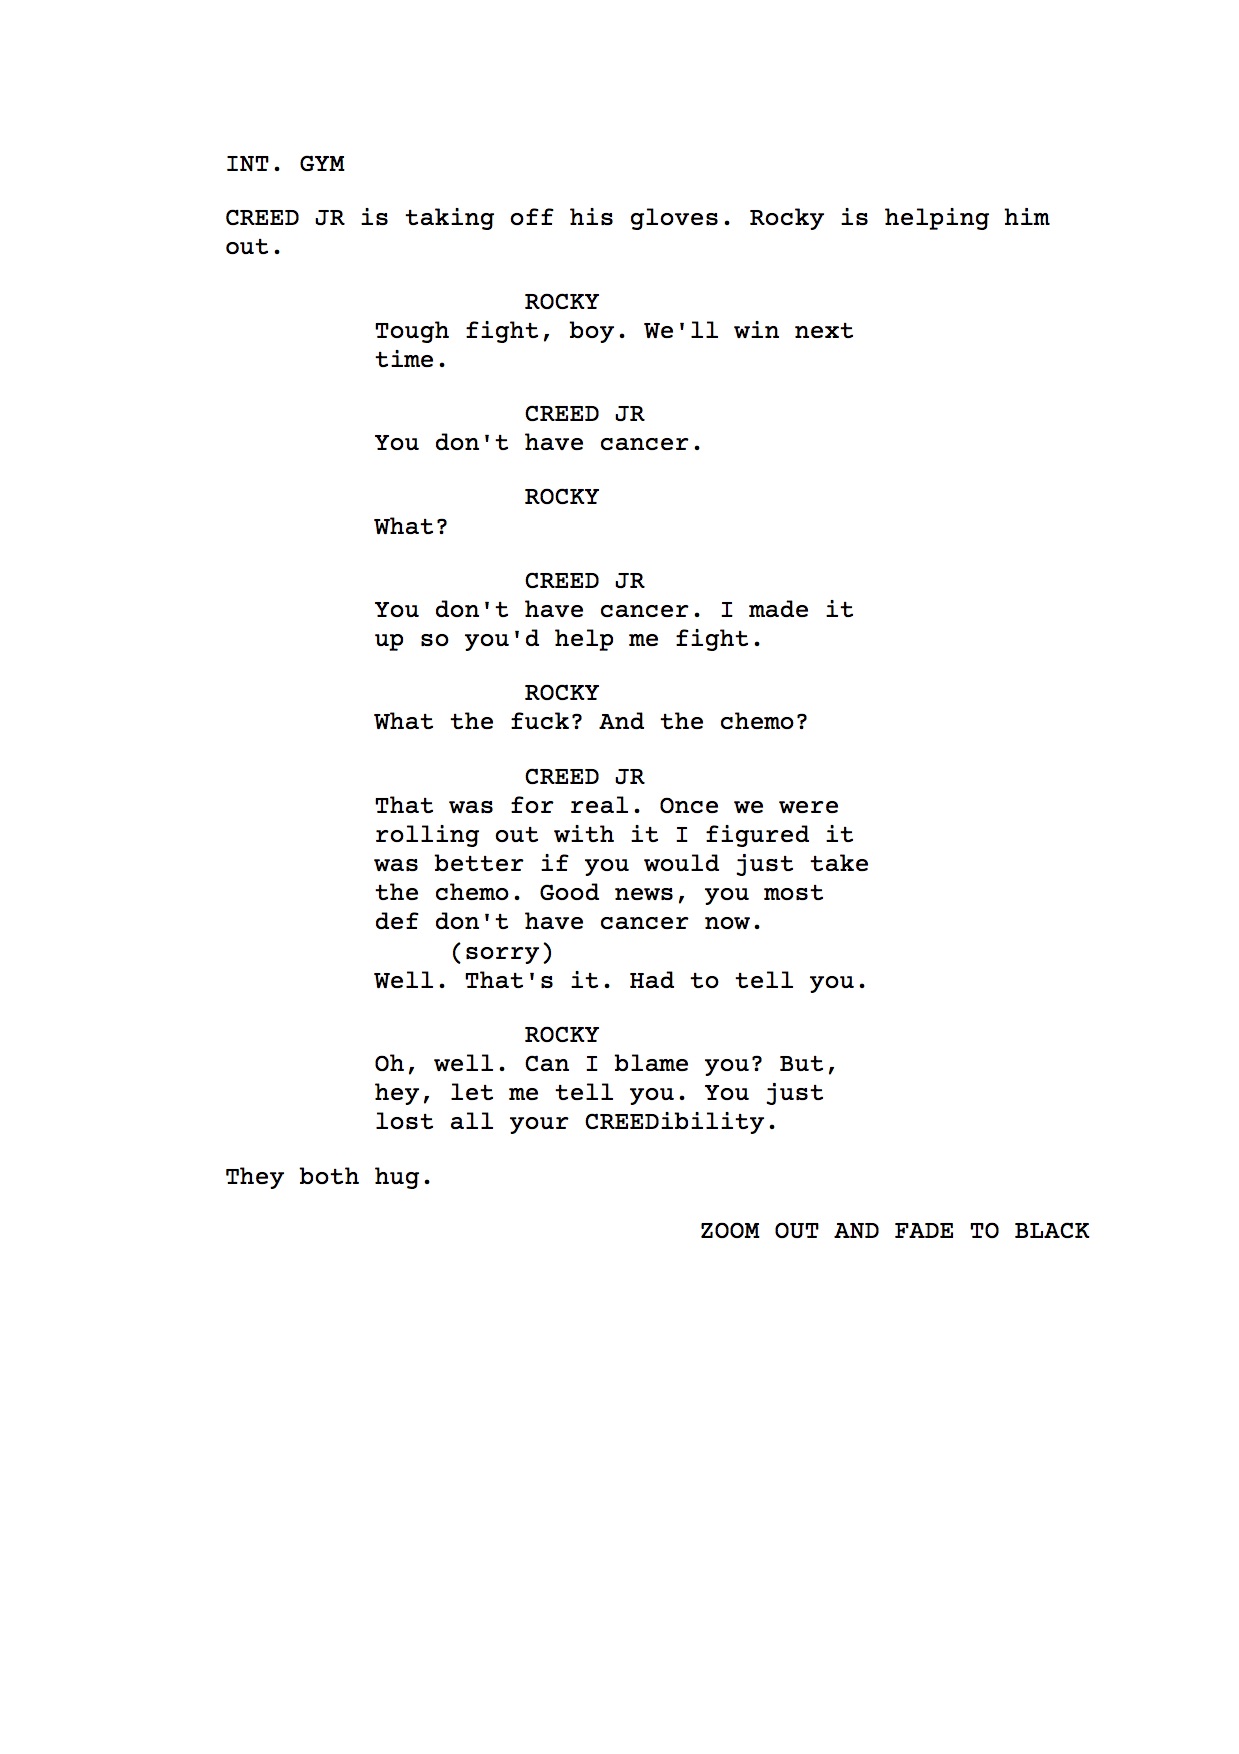 INT. GYM
CREED JR is taking off his gloves. Rocky is helping him
out.
ROCKY
Tough fight, boy. We'll win next
time.
CREED JR
You don't have cancer.
ROCKY
What?
CREED JR
You don't have cancer. I made it
up so you'd help me fight.
ROCKY
What the fuck? And the chemo?
CREED JR
That was for real. Once we were
rolling out with it I figured it
was better if you would just take
the chemo. Good news, you most
def don't have cancer now.
(sorry)
Well. That's it. Had to tell you.
ROCKY
Oh, well. Can I blame you? But,
hey, let me tell you. You just
lost all your CREEDibility.
They both hug.
ZOOM OUT AND FADE TO BLACK